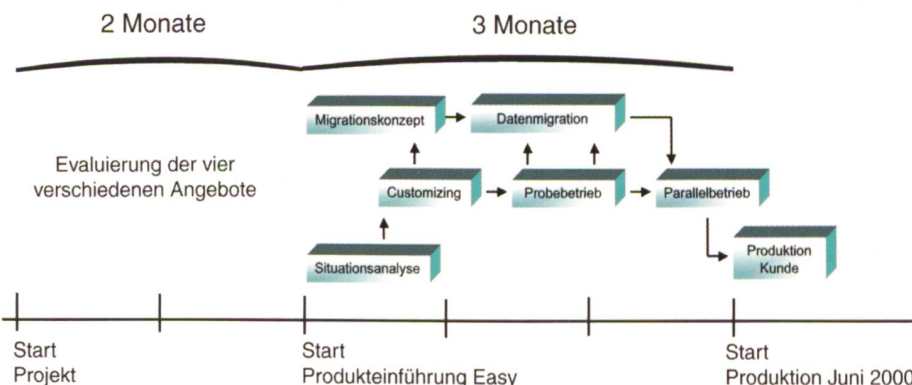 2 Monate
3 Monate
Migrationskonzept
Datenmigration
Evaluierung der vier
verschiedenen Angebote
Customizing
Probebetrieb
Parallelbetrieb
Situationsanalyse
Produktion
Kunde
Start
Projekt
Start
Produkteinführung Easy
Start
Produktion Juni 2000